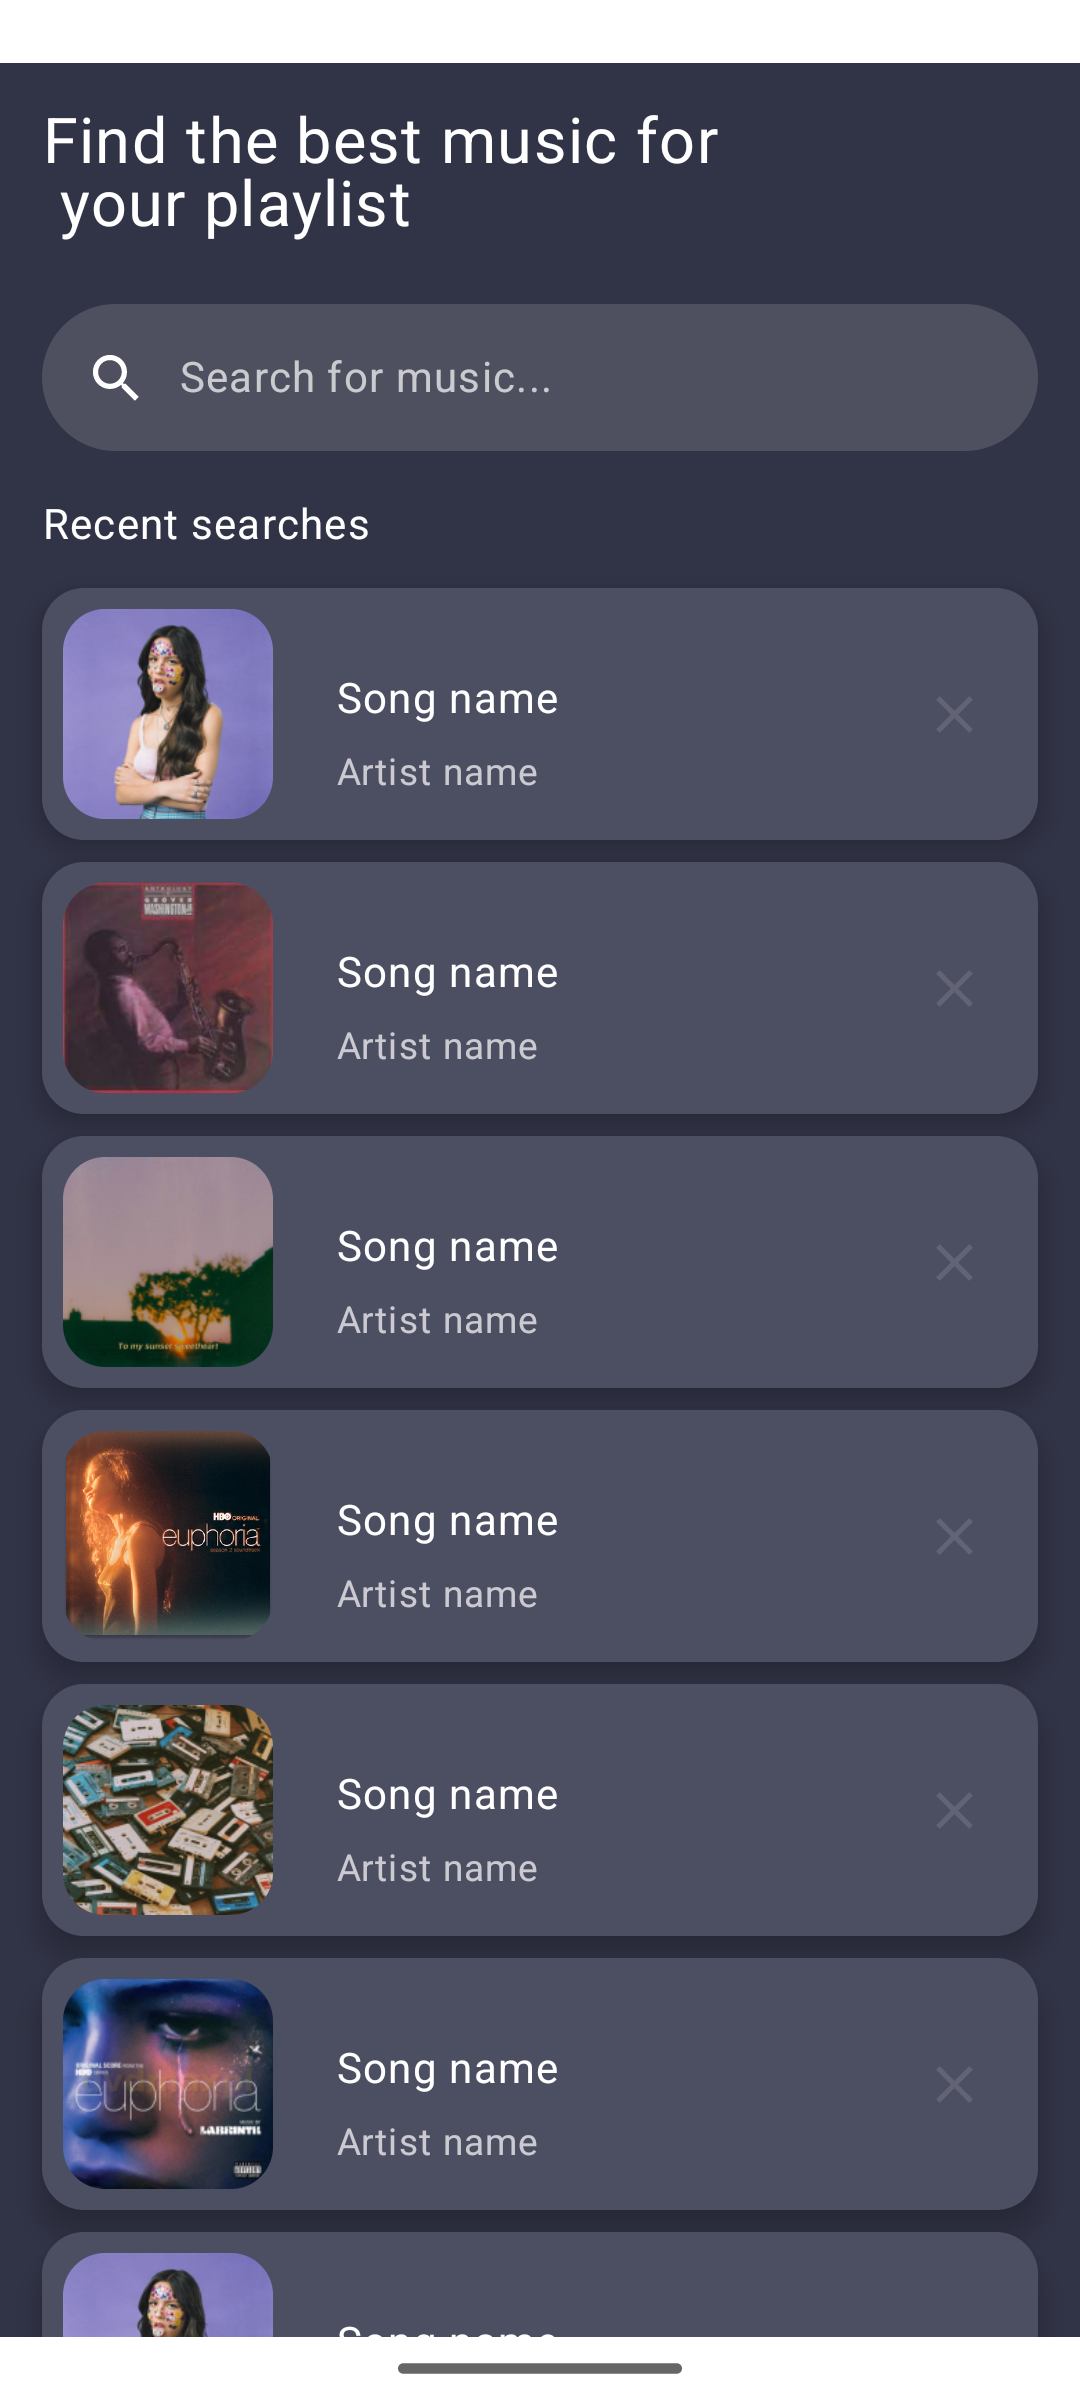 Find the best music for
your playlist
Search for music...
Recent searches
Song name
Artist name
ANTHOLOGY
GROVER
WASHINGTON JR
Song name
Artist name
To my sunset sweetheart
Song name
Artist name
HBO ORIGINAL
euphoria
season 2 soundtrack
Song name
Artist name
Song name
Artist name
ORIGINAL SCORE FROM THE
HBO SERIES
euphoria
MUSIC BY
LABRINTH
Song name
Artist name
Song name